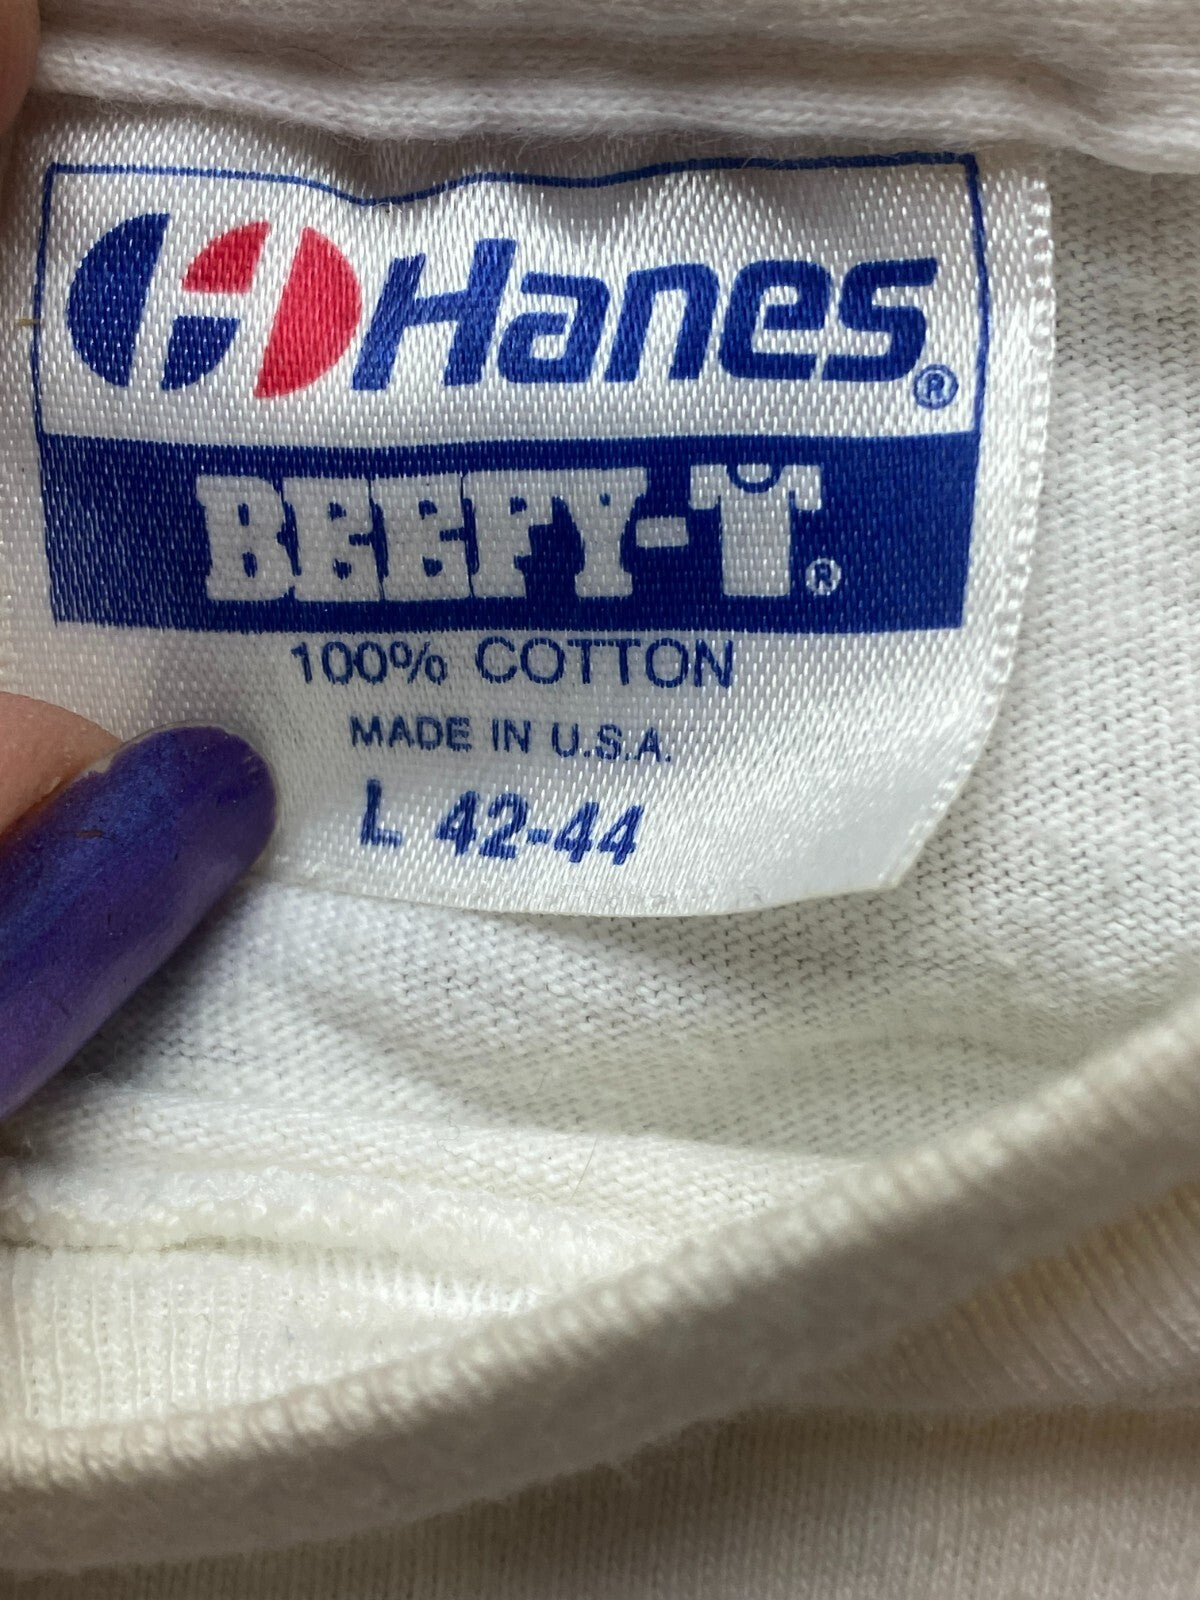 Hanes®
BEEFY-T®
100% COTTON
MADE IN U.S.A.
L 42-44